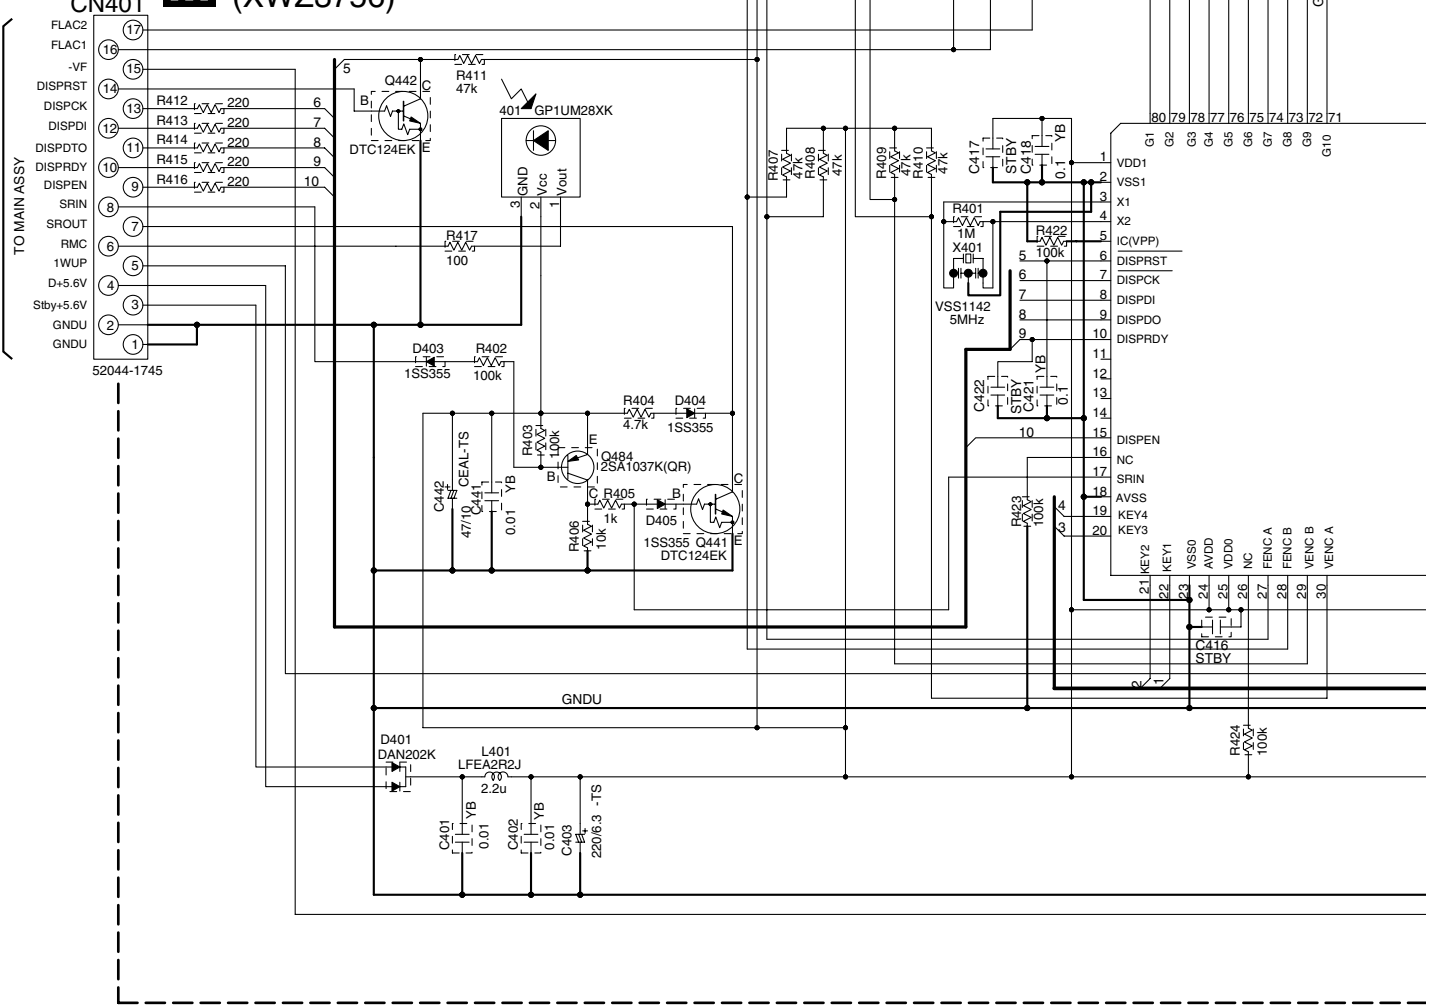 CN401
(XWZ3756)
TO MAIN ASSY
FLAC2 17
FLAC1 16
-VF 15
DISPRST 14
DISPCK 13 R412 220 6
DISPDI 12 R413 220 7
DISPDTO 11 R414 220 8
DISPRDY 10 R415 220 9
DISPEN 9 R416 220 10
SRIN 8
SROUT 7
RMC 6
1WUP 5
D+5.6V 4
Stby+5.6V 3
GNDU 2
GNDU 1
52044-1745
5
Q442
B
C
E
DTC124EK
R411
47k
401 GP1UM28XK
GND
Vcc
Vout
3
2
1
R417
100
D403
1SS355
R402
100k
R404
4.7k
D404
1SS355
R403
100k
E
B
C
Q484
2SA1037K(QR)
R405
1k
D405
1SS355
B
C
E
Q441
DTC124EK
R406
10k
C442
CEAL-TS
47/10
+
C441
YB
0.01
R407
47k
R408
47k
R409
47k
R410
47k
C417
STBY
C418
YB
0.1
R401
1M
X401
VSS1142
5MHz
R422
100k
5
6
7
8
9
10
C422
STBY
C421
YB
0.1
R423
100k
4
3
2
1
80 79 78 77 76 75 74 73 72 71
G1
G2
G3
G4
G5
G6
G7
G8
G9
G10
1 VDD1
2 VSS1
3 X1
4 X2
5 IC(VPP)
6 DISPRST
7 DISPCK
8 DISPDI
9 DISPDO
10 DISPRDY
11
12
13
14
15 DISPEN
16 NC
17 SRIN
18 AVSS
19 KEY4
20 KEY3
KEY2
KEY1
VSS0
AVDD
VDD0
NC
FENC A
FENC B
VENC B
VENC A
21
22
23
24
25
26
27
28
29
30
C416
STBY
GNDU
R424
100k
D401
DAN202K
L401
LFEA2R2J
2.2u
C401
YB
0.01
C402
YB
0.01
C403
220/6.3 -TS
+